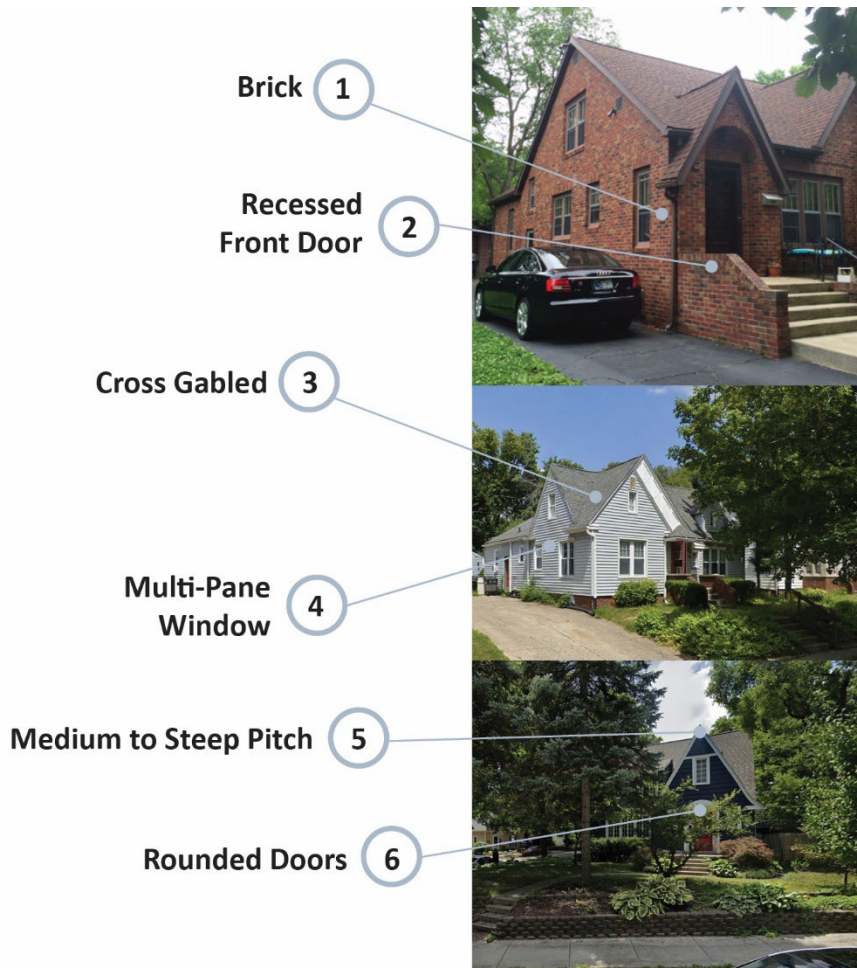 Brick 1
Recessed
Front Door
2
Cross Gabled 3
Multi-Pane
Window
4
Medium to Steep Pitch 5
Rounded Doors 6